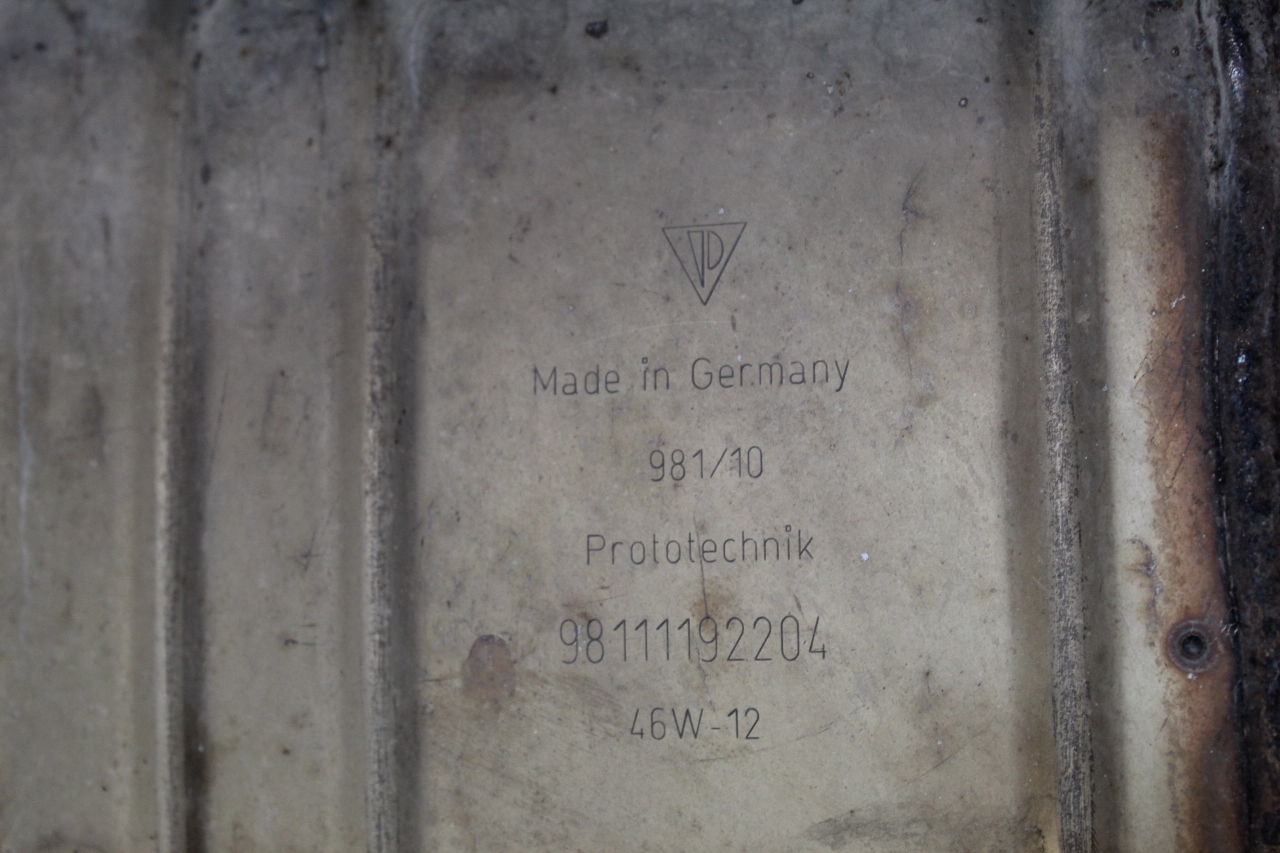 Made in Germany
981/10
Prototechnik
98111192204
46W-12